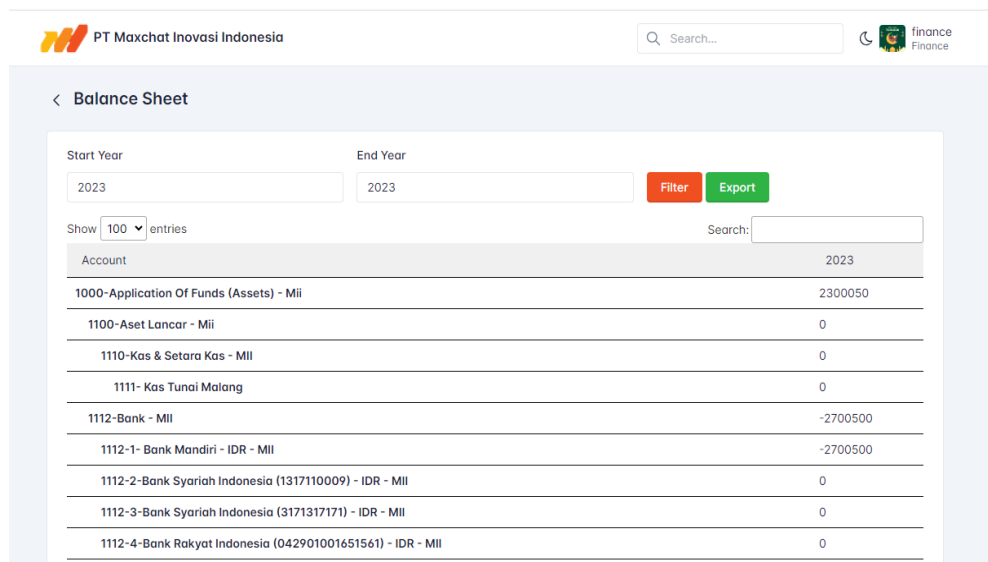 PT Maxchat Inovasi Indonesia
Search...
finance
Finance
Balance Sheet
Start Year End Year
2023 2023 Filter Export
Show 100 entries Search:
Account 2023
1000-Application Of Funds (Assets) - Mii 2300050
1100-Aset Lancar - Mii 0
1110-Kas & Setara Kas - MII 0
1111- Kas Tunai Malang 0
1112-Bank - MII -2700500
1112-1- Bank Mandiri - IDR - MII -2700500
1112-2-Bank Syariah Indonesia (1317110009) - IDR - MII 0
1112-3-Bank Syariah Indonesia (3171317171) - IDR - MII 0
1112-4-Bank Rakyat Indonesia (042901001651561) - IDR - MII 0